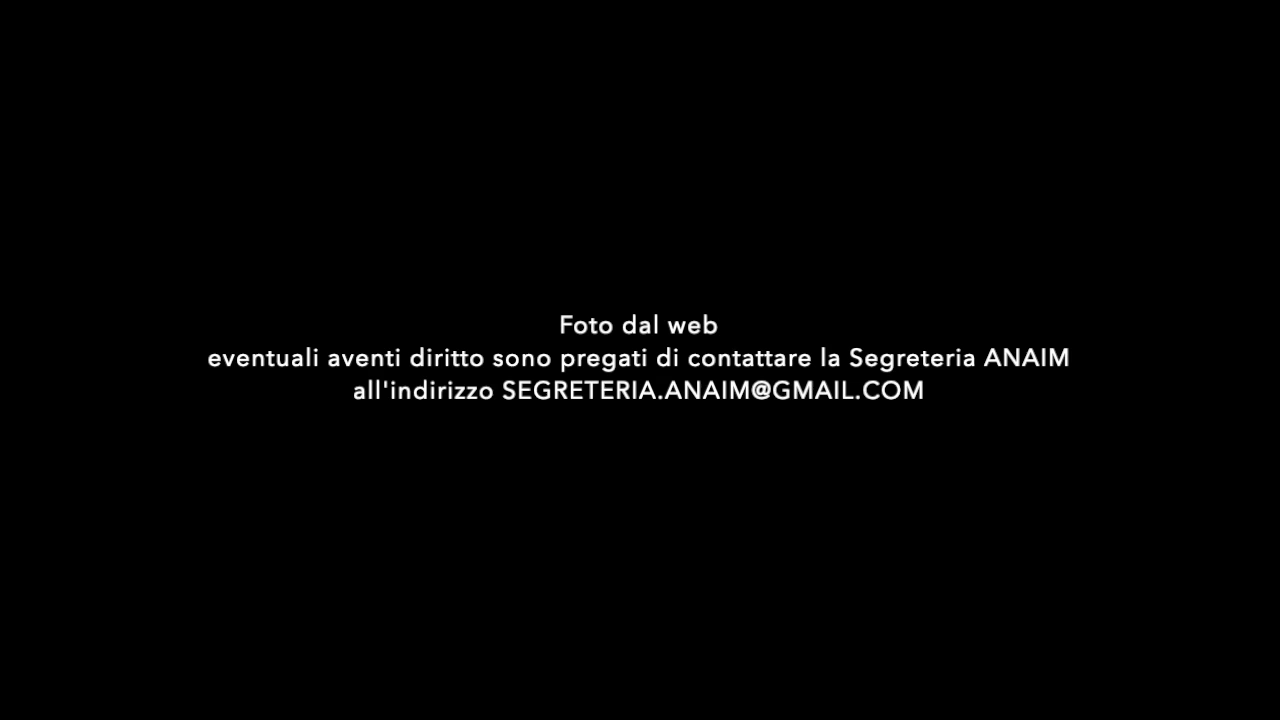 Foto dal web
eventuali aventi diritto sono pregati di contattare la Segreteria ANAIM
all'indirizzo SEGRETERIA.ANAIM@GMAIL.COM